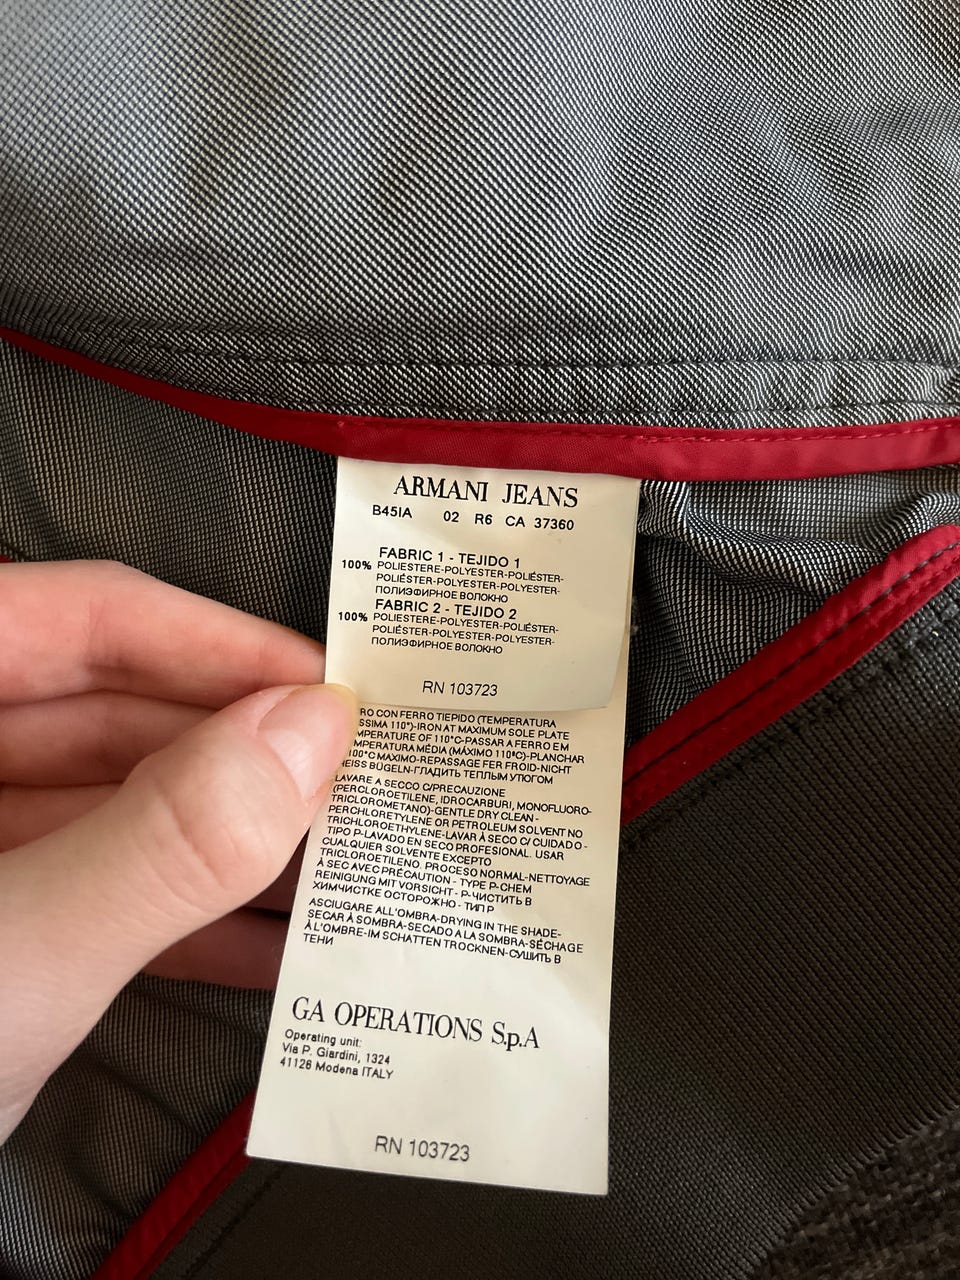 ARMANI JEANS
B45IA 02 R6 CA 37360
FABRIC 1 - TEJIDO 1
100% POLIESTERE-POLYESTER-POLIÉSTER-
POLIÉSTER-POLYESTER-POLYESTER-
ПОЛИЭФИРНОЕ ВОЛОКНО
FABRIC 2 - TEJIDO 2
100% POLIESTERE-POLYESTER-POLIÉSTER-
POLIÉSTER-POLYESTER-POLYESTER-
ПОЛИЭФИРНОЕ ВОЛОКНО
RN 103723
RO CON FERRO TIEPIDO (TEMPERATURA
SSIMA 110°)-IRON AT MAXIMUM SOLE PLATE
MPERATURE OF 110°C-PASSAR A FERRO EM
MPERATURA MÉDIA (MÁXIMO 110ºC)-PLANCHAR
100°C MAXIMO-REPASSAGE FER FROID-NICHT
HEISS BÜGELN-ГЛАДИТЬ ТЕПЛЫМ УТЮГОМ
LAVARE A SECCO C/PRECAUZIONE
(PERCLOROETILENE, IDROCARBURI, MONOFLUORO-
TRICLOROMETANO)-GENTLE DRY CLEAN -
PERCHLORETYLENE OR PETROLEUM SOLVENT NO
TRICHLOROETHYLENE-LAVAR À SECO C/ CUIDADO -
TIPO P-LAVADO EN SECO PROFESIONAL. USAR
CUALQUIER SOLVENTE EXCEPTO
TRICLOROETILENO. PROCESO NORMAL-NETTOYAGE
À SEC AVEC PRÉCAUTION - TYPE P-CHEM
REINIGUNG MIT VORSICHT - P-ЧИСТИТЬ В
ХИМЧИСТКЕ ОСТОРОЖНО - ТИП P
ASCIUGARE ALL'OMBRA-DRYING IN THE SHADE-
SECAR À SOMBRA-SECADO A LA SOMBRA-SÉCHAGE
À L'OMBRE-IM SCHATTEN TROCKNEN-СУШИТЬ В
ТЕНИ
GA OPERATIONS S.p.A
Operating unit:
Via P. Giardini, 1324
41126 Modena ITALY
RN 103723